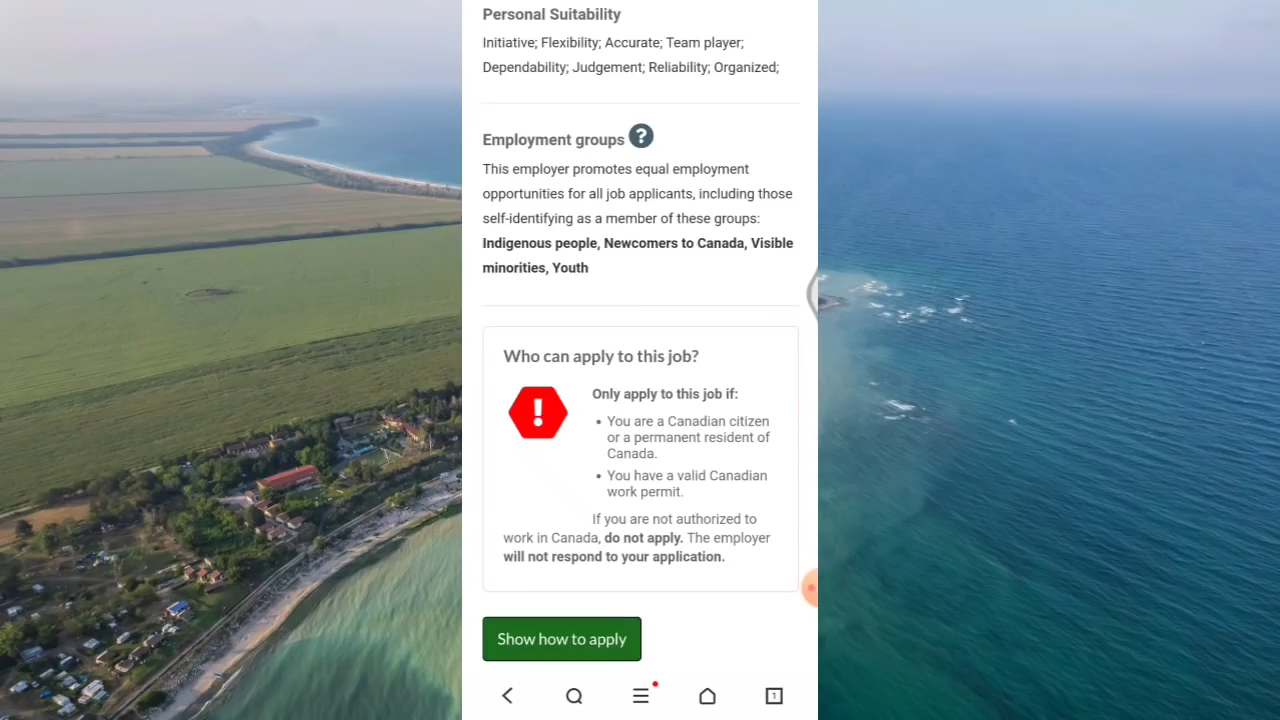 Personal Suitability
Initiative; Flexibility; Accurate; Team player;
Dependability; Judgement; Reliability; Organized;
Employment groups ?
This employer promotes equal employment
opportunities for all job applicants, including those
self-identifying as a member of these groups:
Indigenous people, Newcomers to Canada, Visible
minorities, Youth
Who can apply to this job?
!
Only apply to this job if:
• You are a Canadian citizen
or a permanent resident of
Canada.
• You have a valid Canadian
work permit.
If you are not authorized to
work in Canada, do not apply. The employer
will not respond to your application.
Show how to apply
1